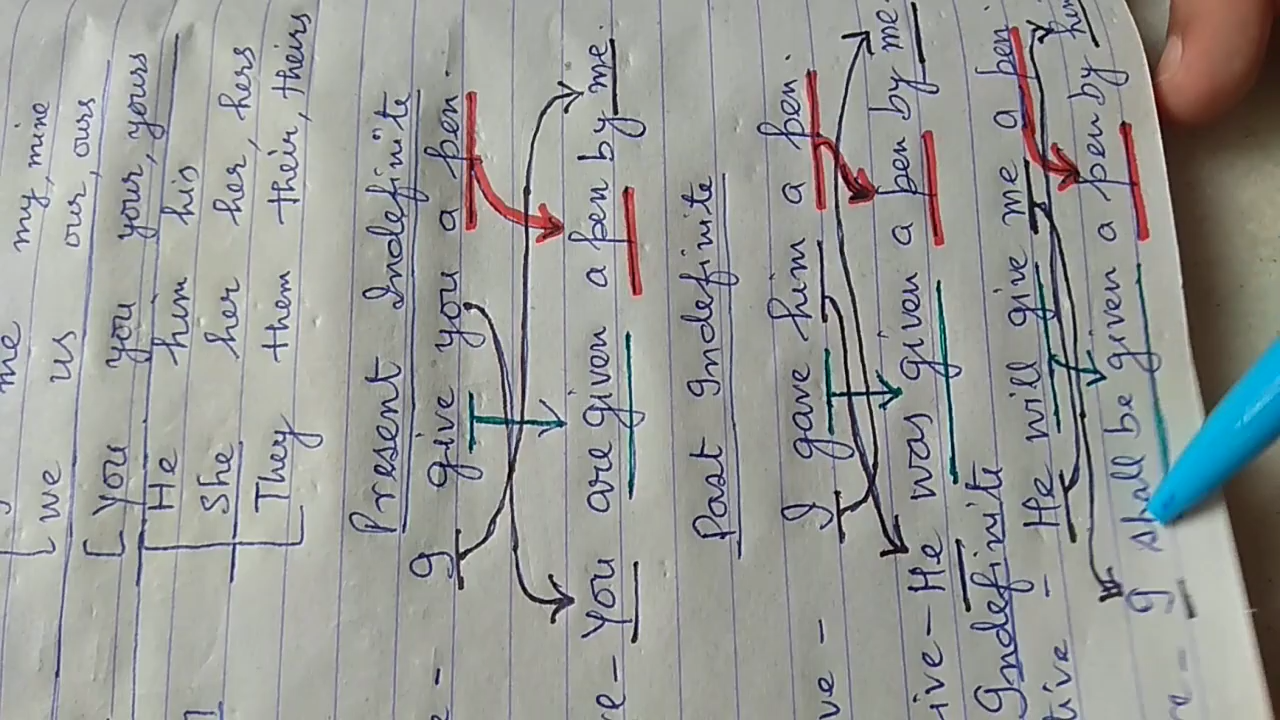 me my, mine
[ we us our, ours
[ You you your, yours
He him his
She her her, hers
They them their, theirs
Present Indefinite
I give you a pen.
You are given a pen by me.
Past Indefinite
I gave him a pen.
He was given a pen by me.
Indefinite
He will give me a pen.
I shall be given a pen by